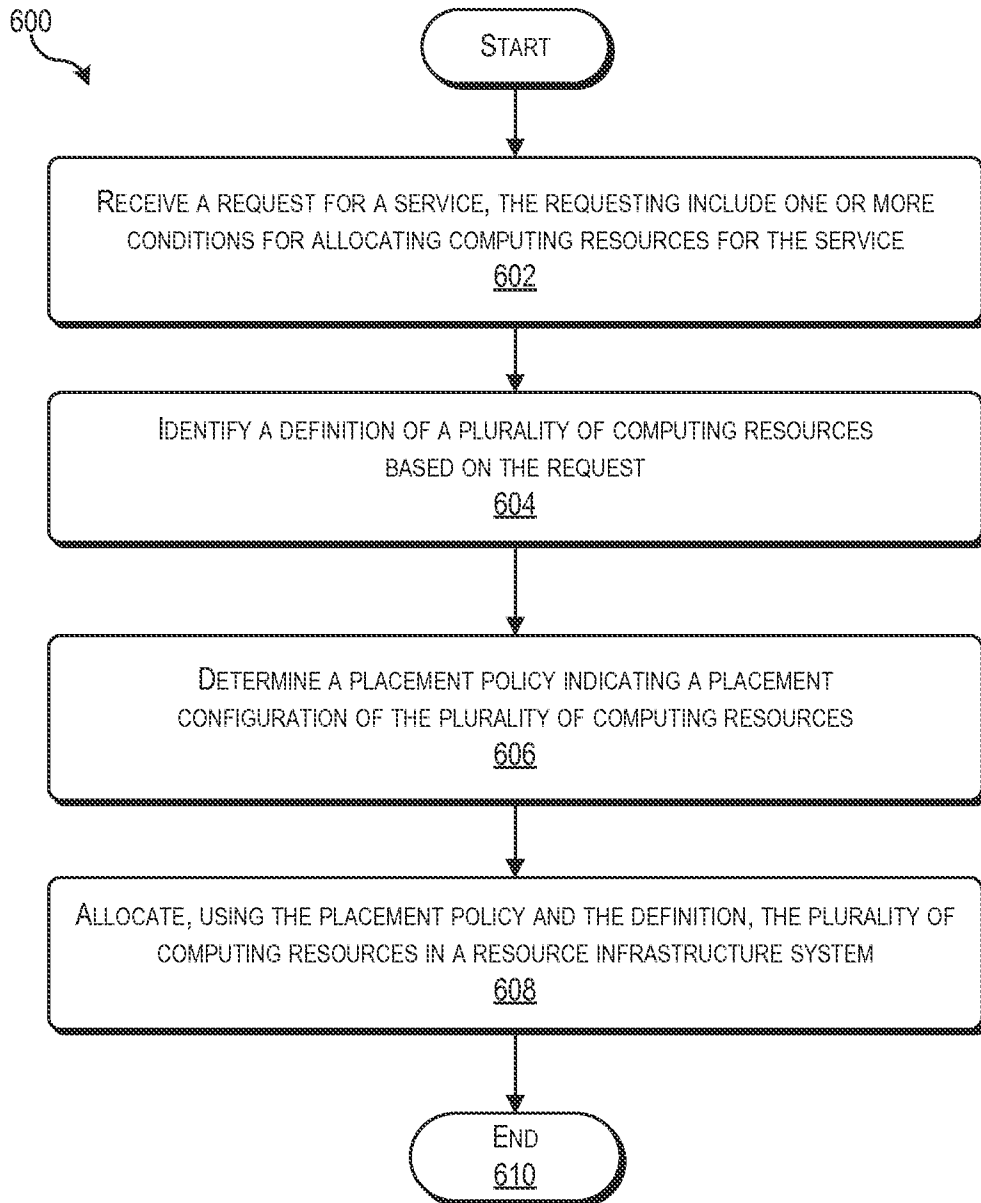 600
START
RECEIVE A REQUEST FOR A SERVICE, THE REQUESTING INCLUDE ONE OR MORE
CONDITIONS FOR ALLOCATING COMPUTING RESOURCES FOR THE SERVICE
602
IDENTIFY A DEFINITION OF A PLURALITY OF COMPUTING RESOURCES
BASED ON THE REQUEST
604
DETERMINE A PLACEMENT POLICY INDICATING A PLACEMENT
CONFIGURATION OF THE PLURALITY OF COMPUTING RESOURCES
606
ALLOCATE, USING THE PLACEMENT POLICY AND THE DEFINITION, THE PLURALITY OF
COMPUTING RESOURCES IN A RESOURCE INFRASTRUCTURE SYSTEM
608
END
610